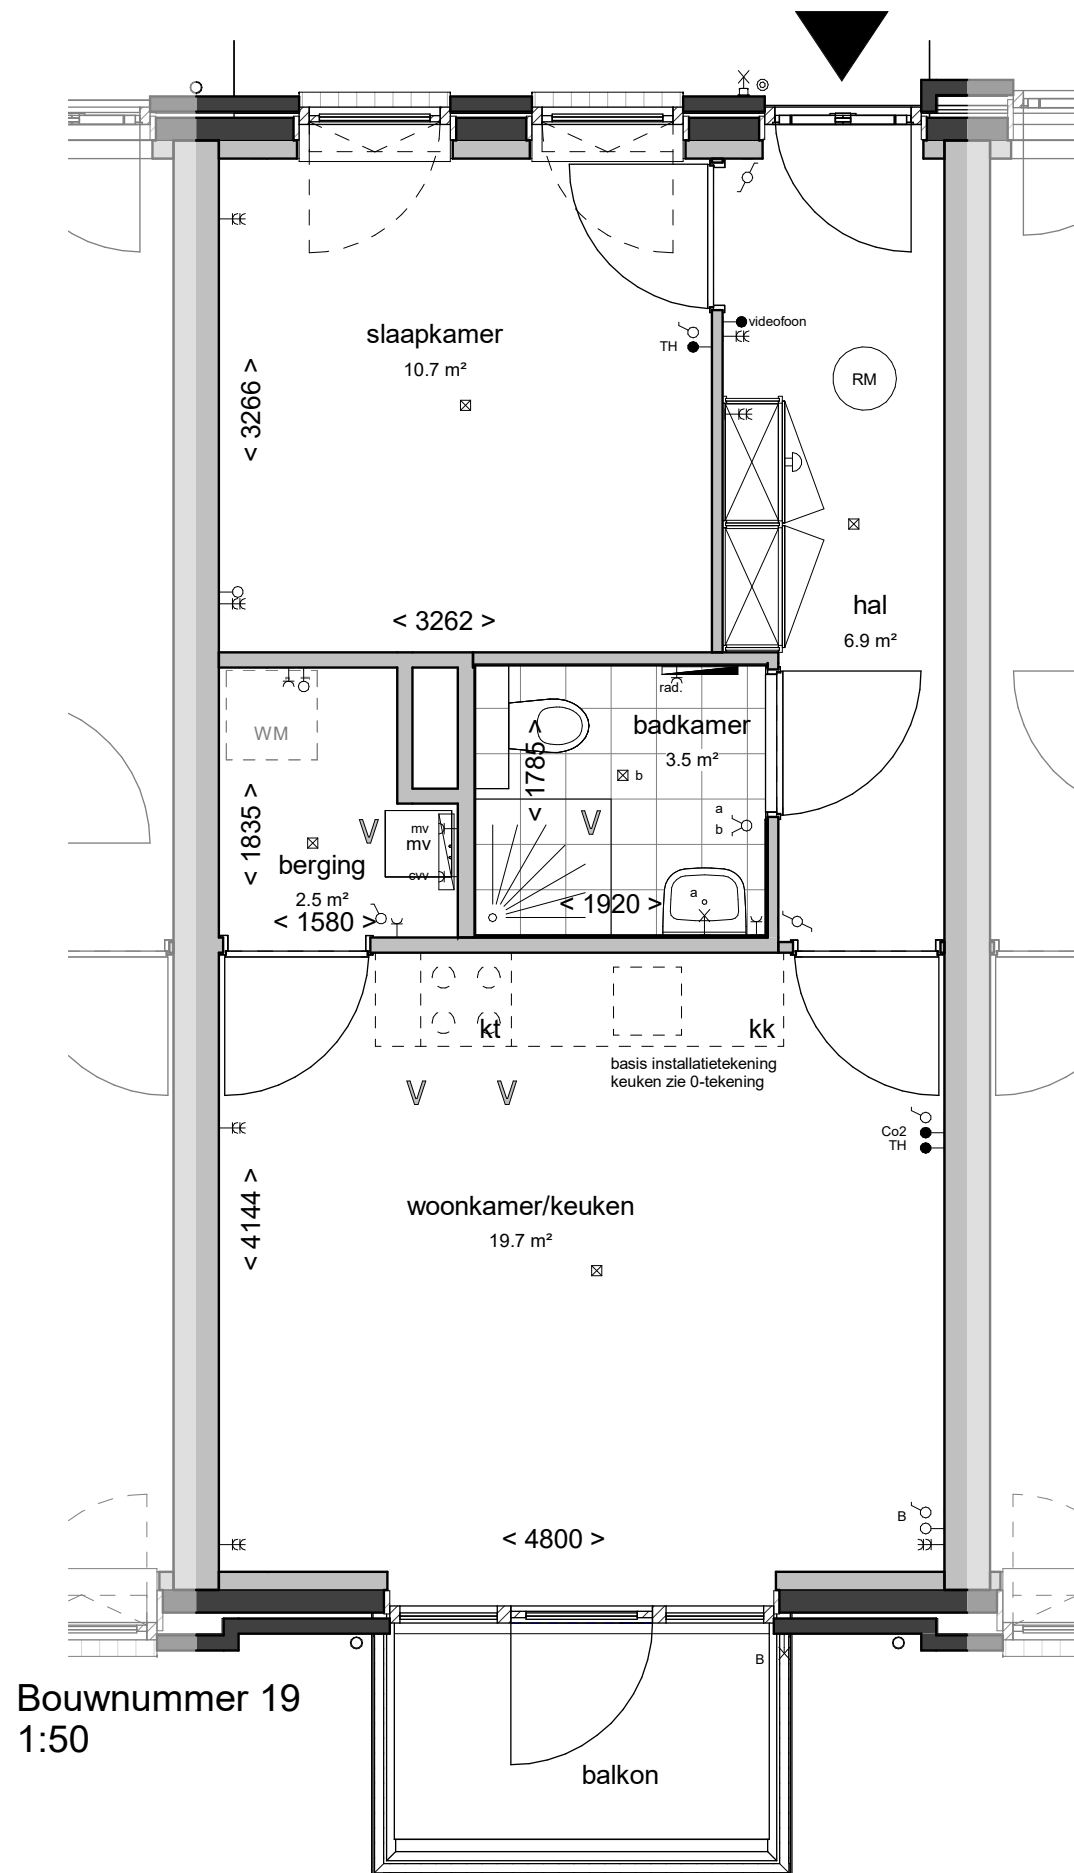 slaapkamer
10.7 m²
< 3266 >
< 3262 >
TH
videofoon
RM
hal
6.9 m²
WM
rad.
badkamer
3.5 m²
< 1785 >
b
a
b
V
V
mv
mv
cvv
< 1835 >
berging
2.5 m²
< 1580 >
< 1920 >
a
kt
kk
basis installatietekening
keuken zie 0-tekening
V
V
Co2
TH
woonkamer/keuken
19.7 m²
< 4144 >
B
< 4800 >
B
Bouwnummer 19
1:50
balkon